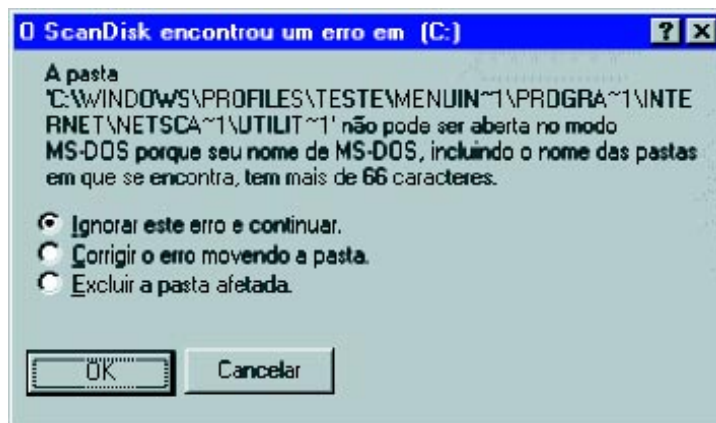 O ScanDisk encontrou um erro em (C:)
A pasta
'C:\WINDOWS\PROFILES\TESTE\MENUIN~1\PROGRA~1\INTE
RNET\NETSCA~1\UTILIT~1' não pode ser aberta no modo
MS-DOS porque seu nome de MS-DOS, incluindo o nome das pastas
em que se encontra, tem mais de 66 caracteres.
Ignorar este erro e continuar.
Corrigir o erro movendo a pasta.
Excluir a pasta afetada.
OK
Cancelar